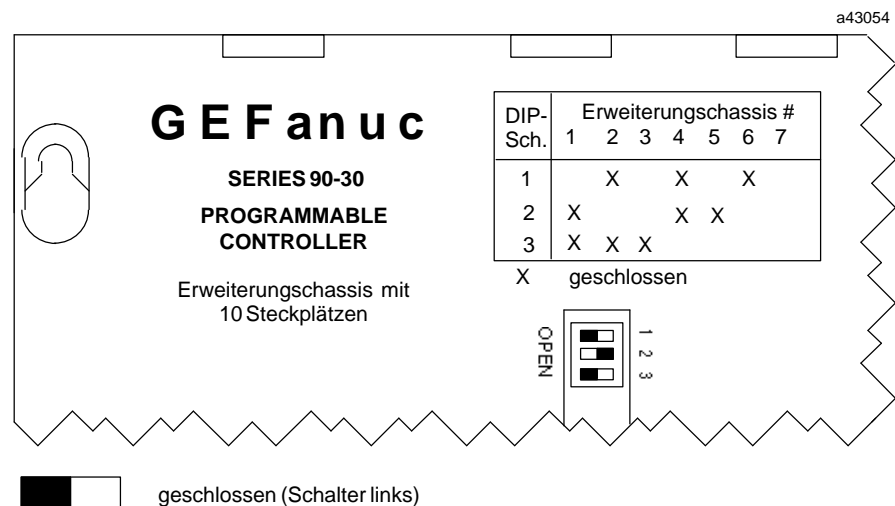 a43054
GEFanuc
SERIES 90-30
PROGRAMMABLE
CONTROLLER
Erweiterungschassis mit
10 Steckplätzen
DIP- Erweiterungschassis #
Sch. 1 2 3 4 5 6 7
1 X X X
2 X X X
3 X X X
X geschlossen
OPEN
1
2
3
geschlossen (Schalter links)